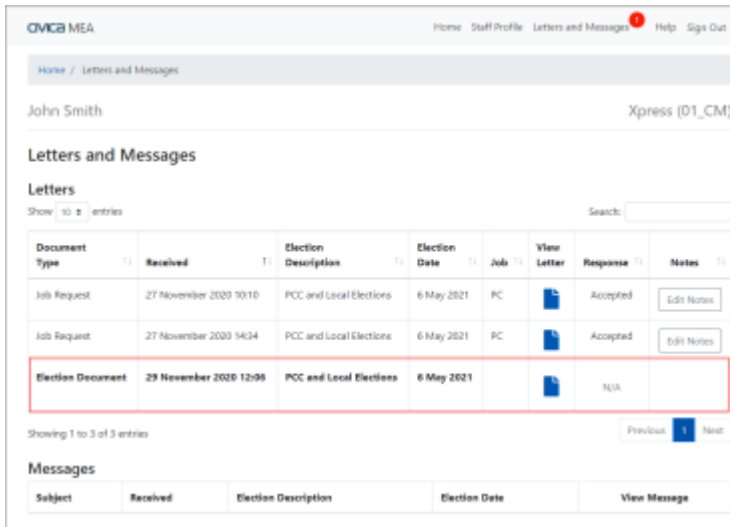 CIVICA MEA Home Staff Profile Letters and Messages 1 Help Sign Out
Home / Letters and Messages
John Smith Xpress (01_CM)
Letters and Messages
Letters
Show 10 entries Search:
Document Type Received Election Description Election Date Job View Letter Response Notes
Job Request 27 November 2020 10:10 PCC and Local Elections 6 May 2021 PC Accepted Edit Notes
Job Request 27 November 2020 14:34 PCC and Local Elections 6 May 2021 PC Accepted Edit Notes
Election Document 29 November 2020 12:06 PCC and Local Elections 6 May 2021 N/A
Showing 1 to 3 of 3 entries Previous 1 Next
Messages
Subject Received Election Description Election Date View Message